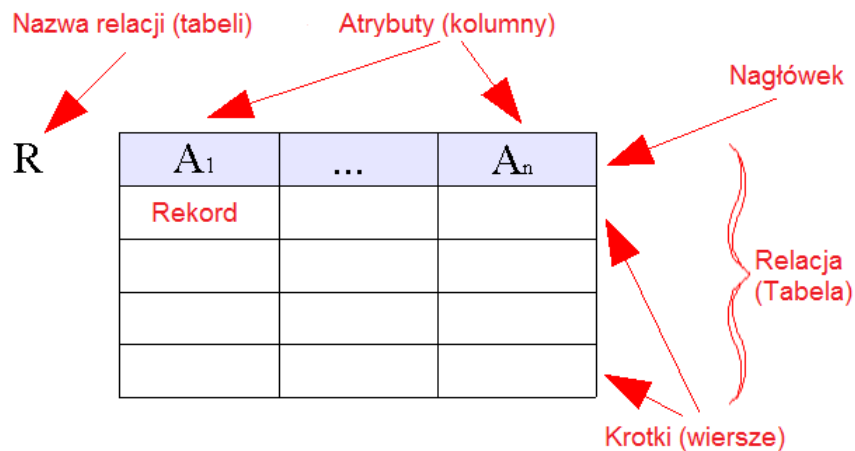 Nazwa relacji (tabeli)
Atrybuty (kolumny)
Nagłówek
R
A1 ... An
Rekord
Relacja
(Tabela)
Krotki (wiersze)